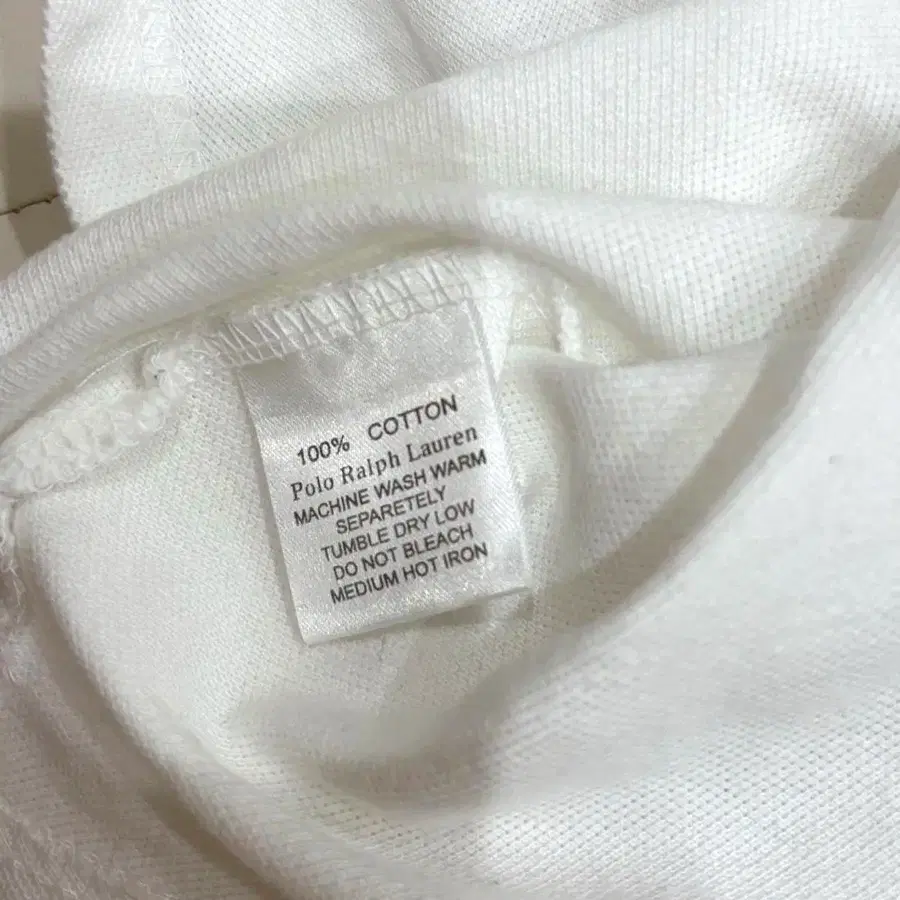 100% COTTON
Polo Ralph Lauren
MACHINE WASH WARM
SEPARETELY
TUMBLE DRY LOW
DO NOT BLEACH
MEDIUM HOT IRON